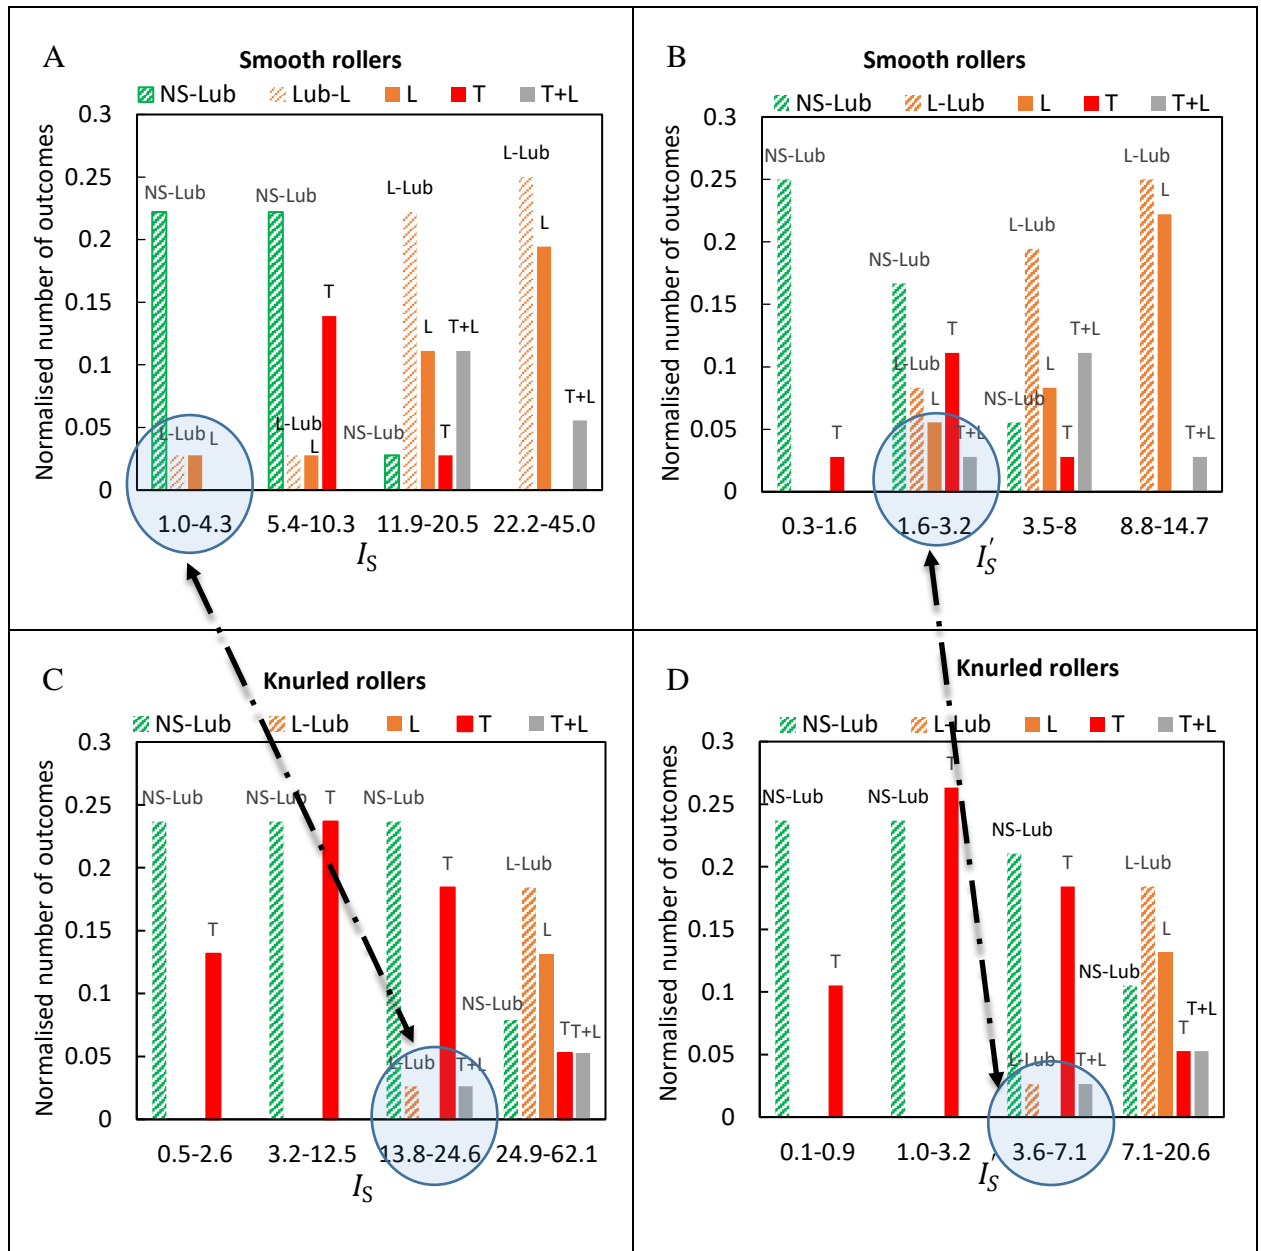 A
Smooth rollers
NS-Lub Lub-L L T T+L
Normalised number of outcomes
0.3
0.25
0.2
0.15
0.1
0.05
0
NS-Lub
L-Lub L
NS-Lub
L-Lub
L
T
NS-Lub
L-Lub
L
T
T+L
L-Lub
L
T+L
1.0-4.3 5.4-10.3 11.9-20.5 22.2-45.0
I_S
B
Smooth rollers
NS-Lub L-Lub L T T+L
Normalised number of outcomes
0.3
0.25
0.2
0.15
0.1
0.05
0
NS-Lub
T
NS-Lub
L-Lub
L
T
T+L
NS-Lub
L-Lub
L
T
T+L
L-Lub
L
T+L
0.3-1.6 1.6-3.2 3.5-8 8.8-14.7
I_S'
C
Knurled rollers
NS-Lub L-Lub L T T+L
Normalised number of outcomes
0.3
0.25
0.2
0.15
0.1
0.05
0
NS-Lub
T
NS-Lub
T
NS-Lub
L-Lub
T
T+L
NS-Lub
L-Lub
L
T T+L
0.5-2.6 3.2-12.5 13.8-24.6 24.9-62.1
I_S
D
Knurled rollers
NS-Lub L-Lub L T T+L
Normalised number of outcomes
0.3
0.25
0.2
0.15
0.1
0.05
0
NS-Lub
T
NS-Lub
T
NS-Lub
L-Lub
T
T+L
NS-Lub
L-Lub
L
T
T+L
0.1-0.9 1.0-3.2 3.6-7.1 7.1-20.6
I_S'